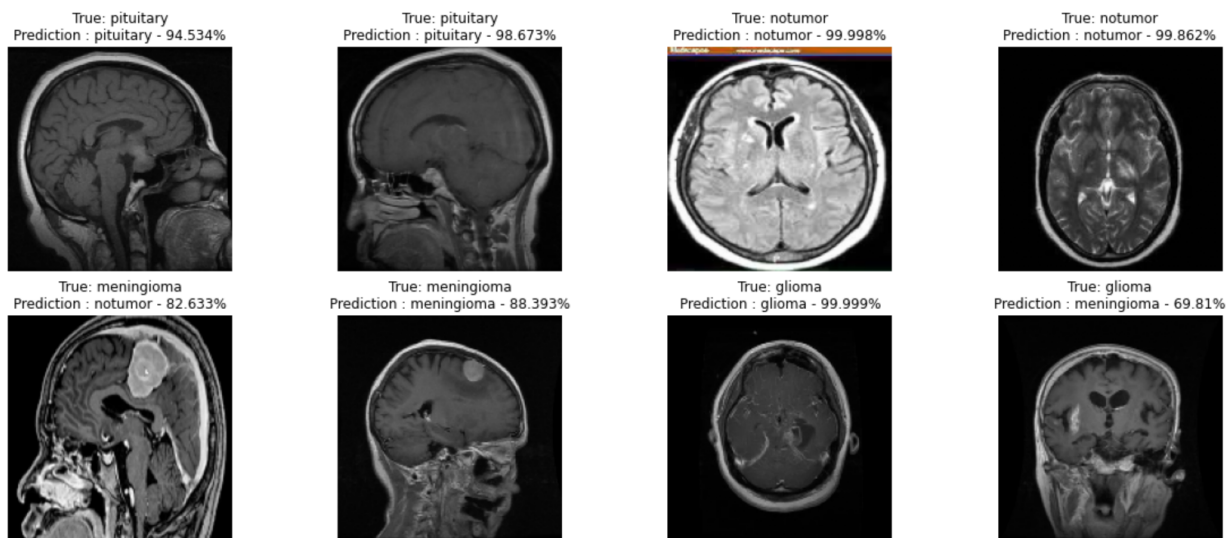 True: pituitary
Prediction : pituitary - 94.534%
True: pituitary
Prediction : pituitary - 98.673%
True: notumor
Prediction : notumor - 99.998%
True: notumor
Prediction : notumor - 99.862%
True: meningioma
Prediction : notumor - 82.633%
True: meningioma
Prediction : meningioma - 88.393%
True: glioma
Prediction : glioma - 99.999%
True: glioma
Prediction : meningioma - 69.81%